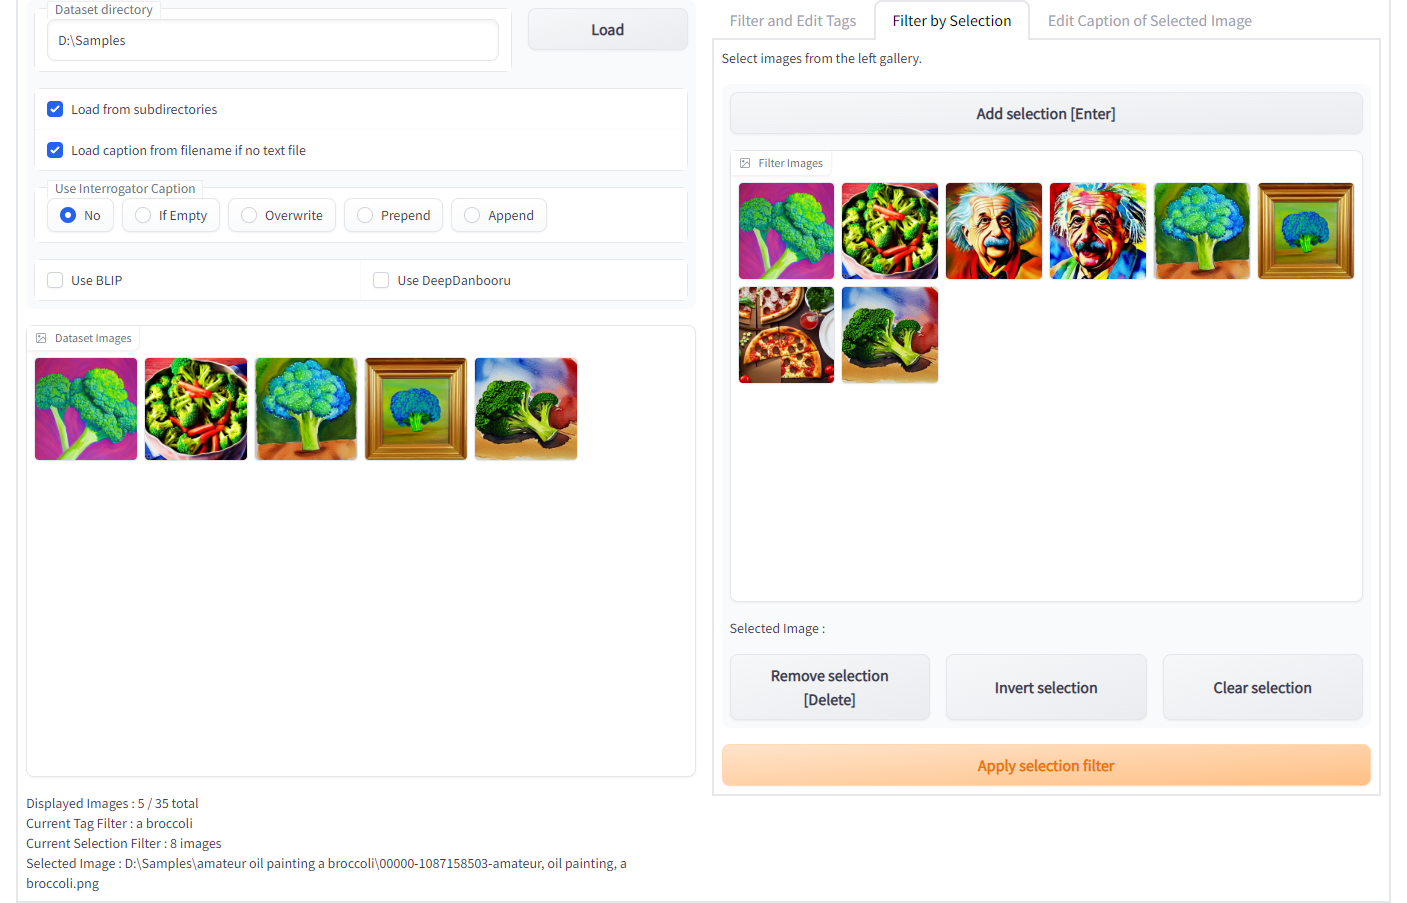 Dataset directory
D:\Samples
Load
Load from subdirectories
Load caption from filename if no text file
Use Interrogator Caption
No
If Empty
Overwrite
Prepend
Append
Use BLIP
Use DeepDanbooru
Dataset Images
Displayed Images : 5 / 35 total
Current Tag Filter : a broccoli
Current Selection Filter : 8 images
Selected Image : D:\Samples\amateur oil painting a broccoli\00000-1087158503-amateur, oil painting, a
broccoli.png
Filter and Edit Tags
Filter by Selection
Edit Caption of Selected Image
Select images from the left gallery.
Add selection [Enter]
Filter Images
Selected Image :
Remove selection
[Delete]
Invert selection
Clear selection
Apply selection filter